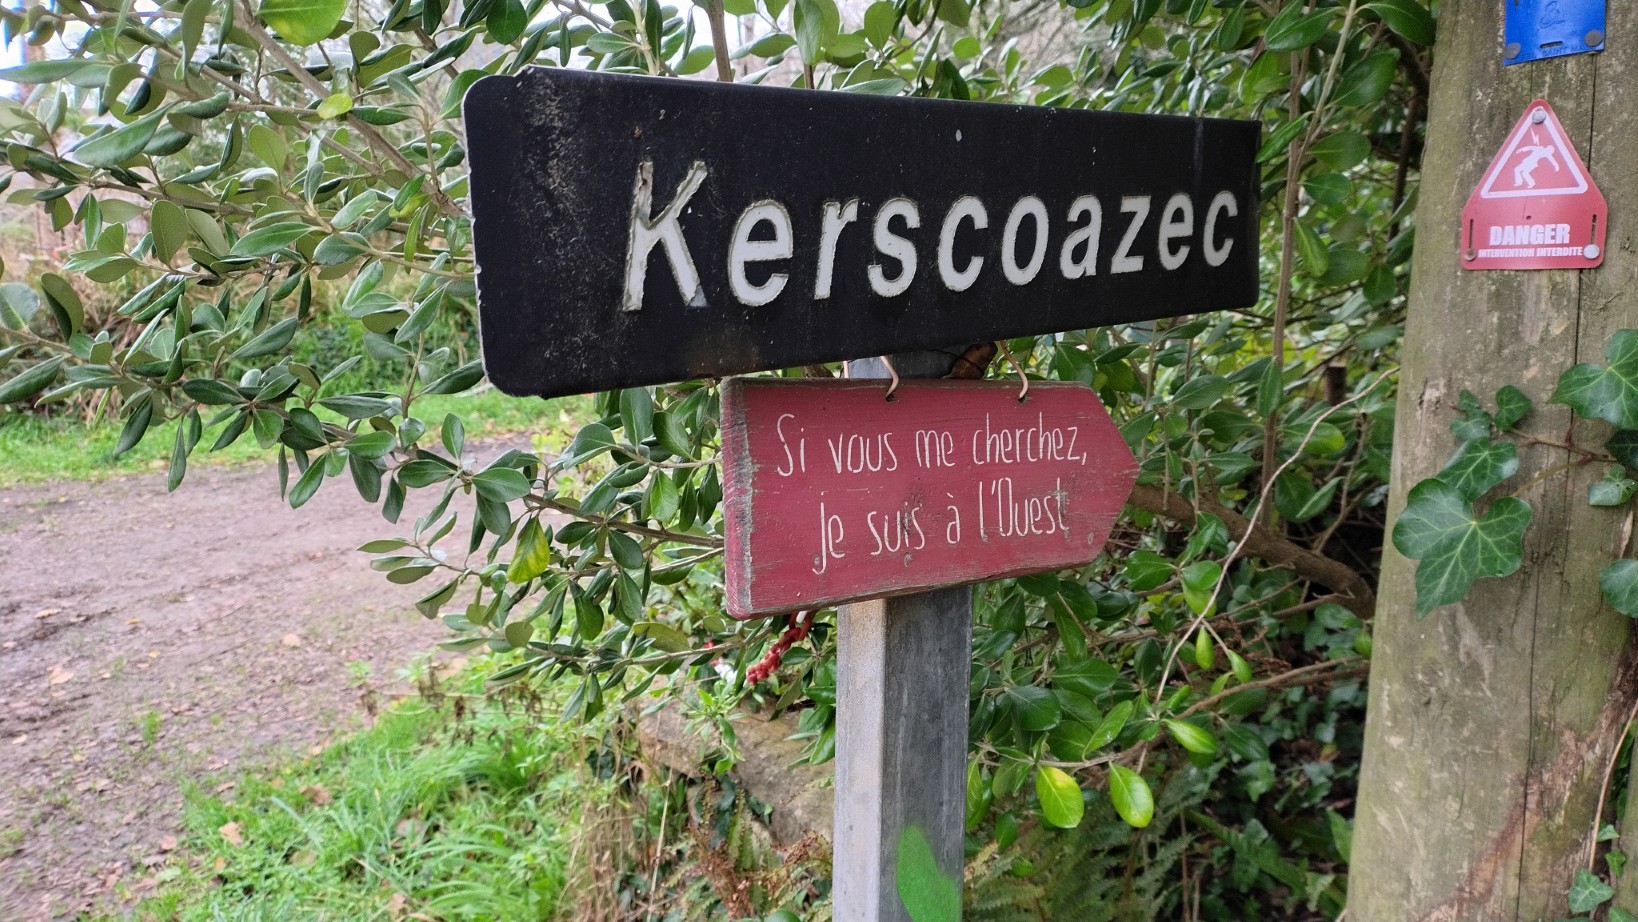 Kerscoazec
Si vous me cherchez,
je suis à l'Ouest
DANGER
INTERVENTION INTERDITE